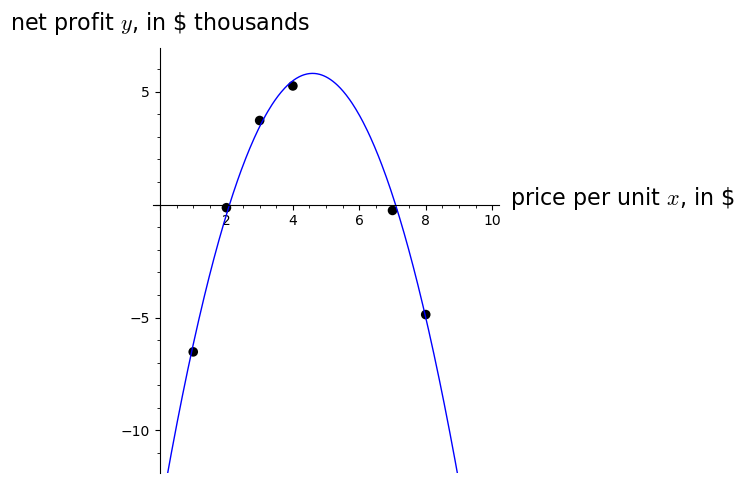 net profit y, in $ thousands
5
price per unit x, in $
2 4 6 8 10
−5
−10